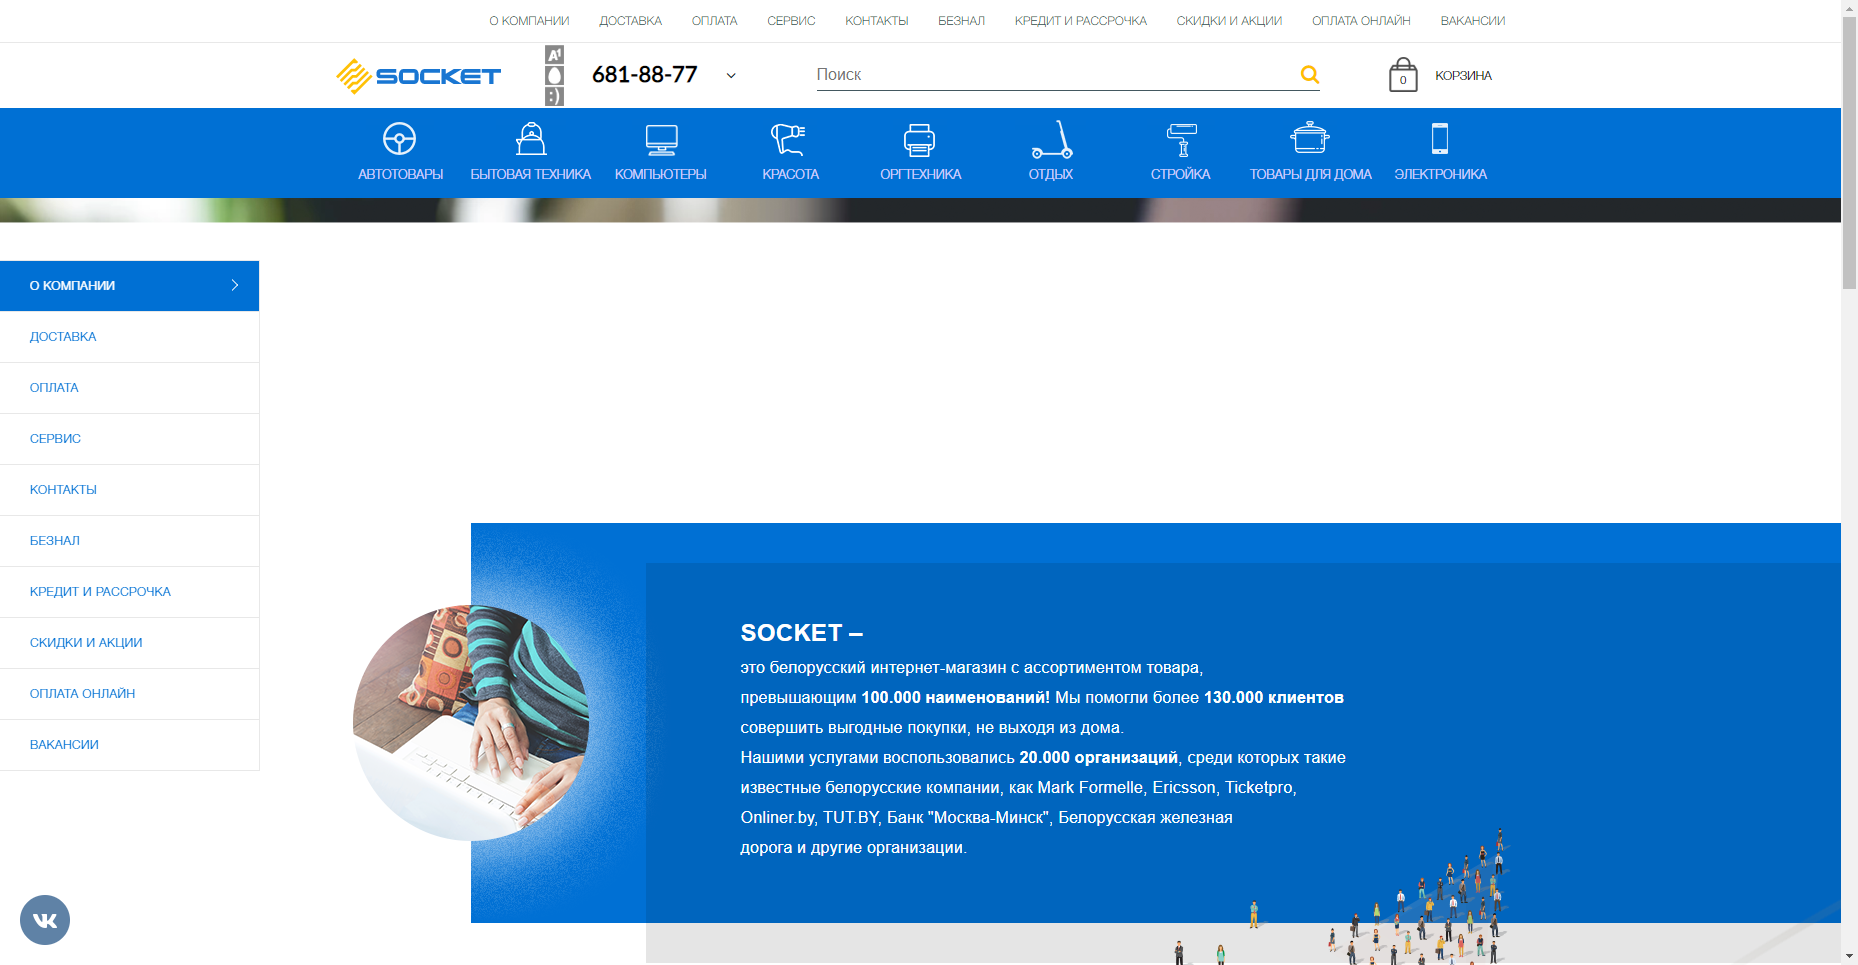 О КОМПАНИИ ДОСТАВКА ОПЛАТА СЕРВИС КОНТАКТЫ БЕЗНАЛ КРЕДИТ И РАССРОЧКА СКИДКИ И АКЦИИ ОПЛАТА ОНЛАЙН ВАКАНСИИ
SOCKET
A1
:)
681-88-77
Поиск
0
КОРЗИНА
АВТОТОВАРЫ БЫТОВАЯ ТЕХНИКА КОМПЬЮТЕРЫ КРАСОТА ОРГТЕХНИКА ОТДЫХ СТРОЙКА ТОВАРЫ ДЛЯ ДОМА ЭЛЕКТРОНИКА
О КОМПАНИИ
ДОСТАВКА
ОПЛАТА
СЕРВИС
КОНТАКТЫ
БЕЗНАЛ
КРЕДИТ И РАССРОЧКА
СКИДКИ И АКЦИИ
ОПЛАТА ОНЛАЙН
ВАКАНСИИ
SOCKET –
это белорусский интернет-магазин с ассортиментом товара,
превышающим 100.000 наименований! Мы помогли более 130.000 клиентов
совершить выгодные покупки, не выходя из дома.
Нашими услугами воспользовались 20.000 организаций, среди которых такие
известные белорусские компании, как Mark Formelle, Ericsson, Ticketpro,
Onliner.by, TUT.BY, Банк "Москва-Минск", Белорусская железная
дорога и другие организации.